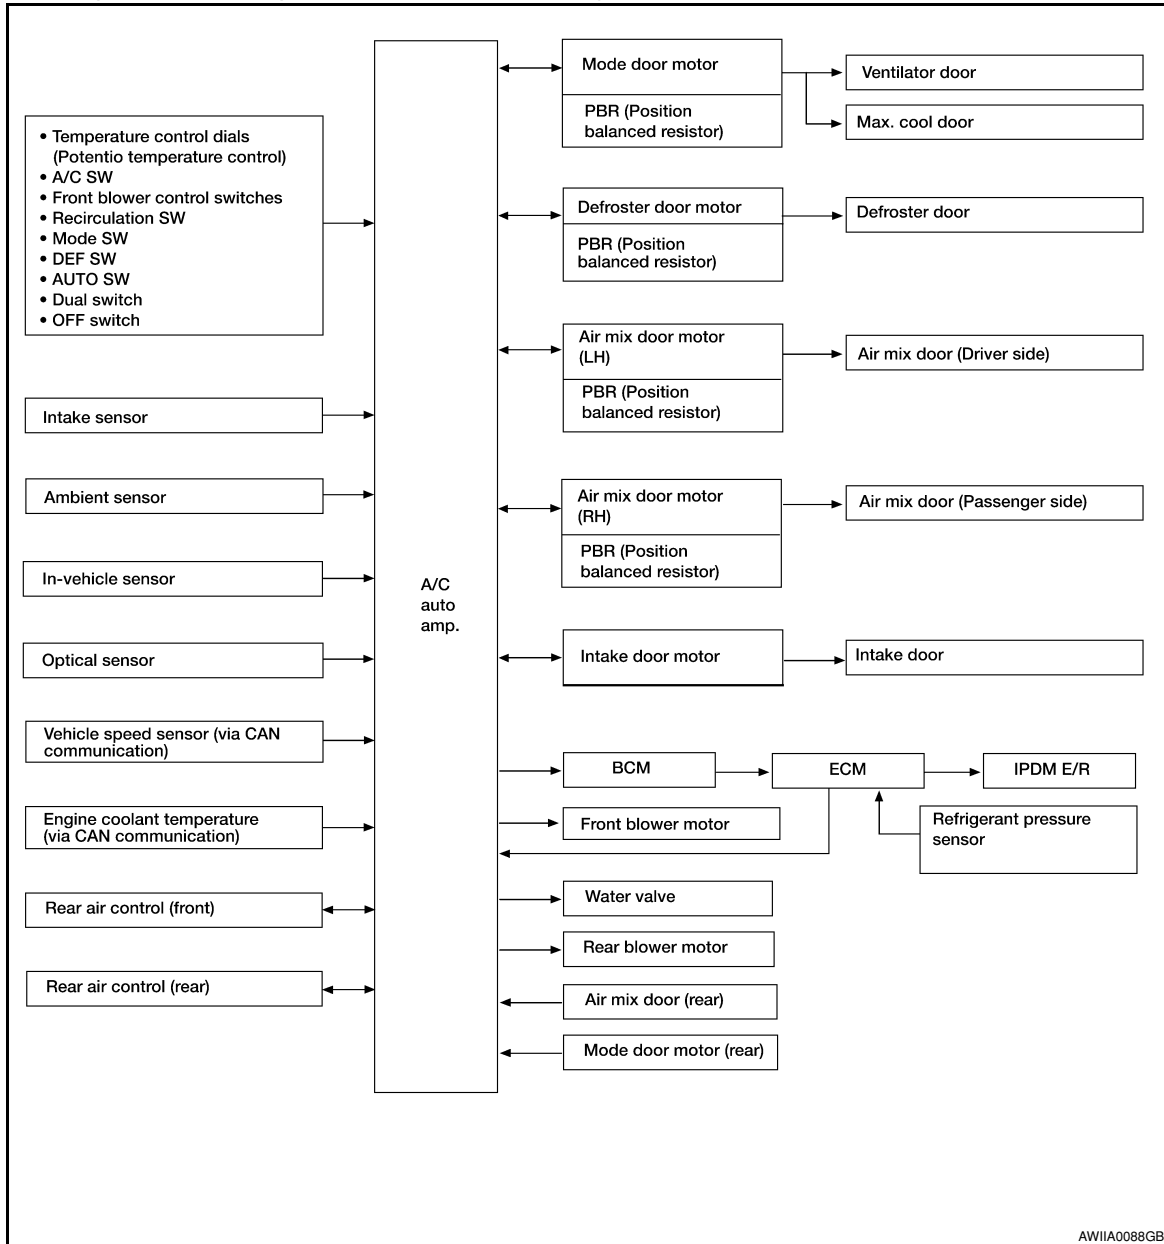 • Temperature control dials
(Potentio temperature control)
• A/C SW
• Front blower control switches
• Recirculation SW
• Mode SW
• DEF SW
• AUTO SW
• Dual switch
• OFF switch
Intake sensor
Ambient sensor
In-vehicle sensor
Optical sensor
Vehicle speed sensor (via CAN
communication)
Engine coolant temperature
(via CAN communication)
Rear air control (front)
Rear air control (rear)
A/C
auto
amp.
Mode door motor
PBR (Position
balanced resistor)
Ventilator door
Max. cool door
Defroster door motor
PBR (Position
balanced resistor)
Defroster door
Air mix door motor
(LH)
PBR (Position
balanced resistor)
Air mix door (Driver side)
Air mix door motor
(RH)
PBR (Position
balanced resistor)
Air mix door (Passenger side)
Intake door motor
Intake door
BCM
ECM
IPDM E/R
Front blower motor
Refrigerant pressure
sensor
Water valve
Rear blower motor
Air mix door (rear)
Mode door motor (rear)
AWIIA0088GB